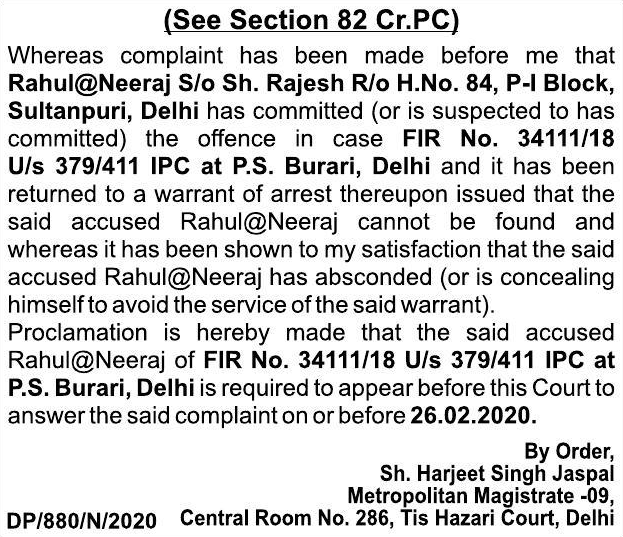 (See Section 82 Cr.PC)
Whereas complaint has been made before me that
Rahul@Neeraj S/o Sh. Rajesh R/o H.No. 84, P-I Block,
Sultanpuri, Delhi has committed (or is suspected to has
committed) the offence in case FIR No. 34111/18
U/s 379/411 IPC at P.S. Burari, Delhi and it has been
returned to a warrant of arrest thereupon issued that the
said accused Rahul@Neeraj cannot be found and
whereas it has been shown to my satisfaction that the said
accused Rahul@Neeraj has absconded (or is concealing
himself to avoid the service of the said warrant).
Proclamation is hereby made that the said accused
Rahul@Neeraj of FIR No. 34111/18 U/s 379/411 IPC at
P.S. Burari, Delhi is required to appear before this Court to
answer the said complaint on or before 26.02.2020.
By Order,
Sh. Harjeet Singh Jaspal
Metropolitan Magistrate -09,
DP/880/N/2020 Central Room No. 286, Tis Hazari Court, Delhi